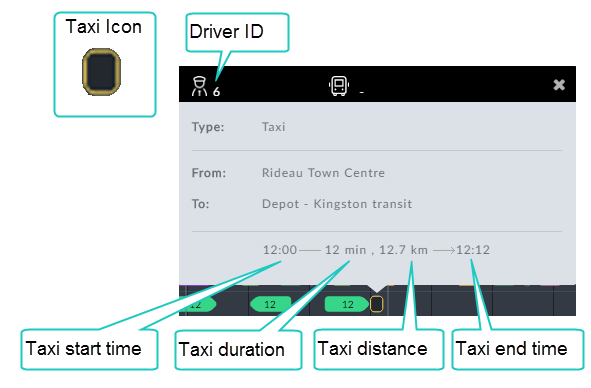 Taxi Icon
Driver ID
6
-
Type: Taxi
From: Rideau Town Centre
To: Depot - Kingston transit
12:00 12 min , 12.7 km 12:12
12 12 12
Taxi start time
Taxi duration
Taxi distance
Taxi end time